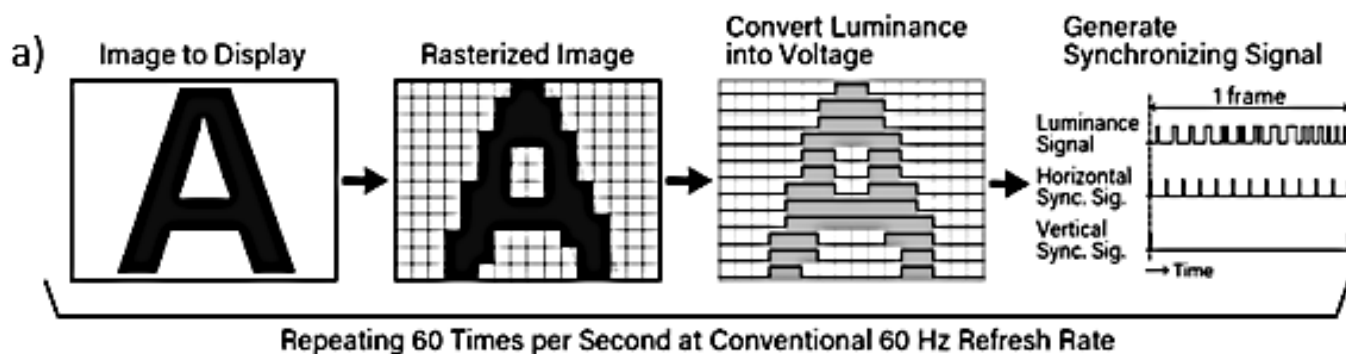 a)
Image to Display
Rasterized Image
Convert Luminance
into Voltage
Generate
Synchronizing Signal
A
1 frame
Luminance
Signal
Horizontal
Sync. Sig.
Vertical
Sync. Sig.
Time
Repeating 60 Times per Second at Conventional 60 Hz Refresh Rate